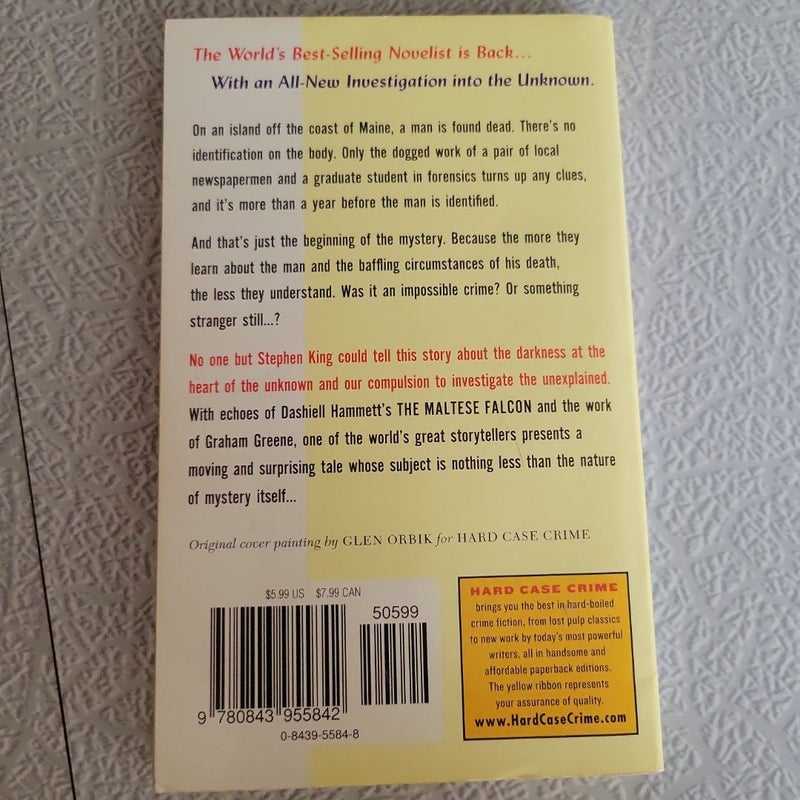 The World's Best-Selling Novelist is Back...
With an All-New Investigation into the Unknown.
On an island off the coast of Maine, a man is found dead. There's no
identification on the body. Only the dogged work of a pair of local
newspapermen and a graduate student in forensics turns up any clues,
and it's more than a year before the man is identified.
And that's just the beginning of the mystery. Because the more they
learn about the man and the baffling circumstances of his death,
the less they understand. Was it an impossible crime? Or something
stranger still...?
No one but Stephen King could tell this story about the darkness at the
heart of the unknown and our compulsion to investigate the unexplained.
With echoes of Dashiell Hammett's THE MALTESE FALCON and the work
of Graham Greene, one of the world's great storytellers presents a
moving and surprising tale whose subject is nothing less than the nature
of mystery itself...
Original cover painting by GLEN ORBIK for HARD CASE CRIME
$5.99 US $7.99 CAN
50599
9 780843 955842
0-8439-5584-8
HARD CASE CRIME
brings you the best in hard-boiled
crime fiction, from lost pulp classics
to new work by today's most powerful
writers, all in handsome and
affordable paperback editions.
The yellow ribbon represents
your assurance of quality.
www.HardCaseCrime.com